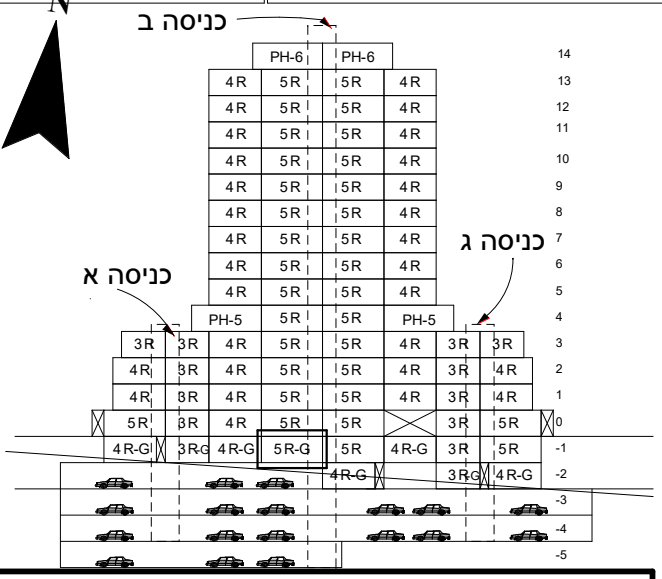 N
כניסה ב
PH-6 PH-6 14
4R 5R 5R 4R 13
4R 5R 5R 4R 12
4R 5R 5R 4R 11
4R 5R 5R 4R 10
4R 5R 5R 4R 9
4R 5R 5R 4R 8
4R 5R 5R 4R 7
כניסה ג
4R 5R 5R 4R 6
כניסה א
4R 5R 5R 4R 5
PH-5 5R 5R PH-5 4
3R 3R 4R 5R 5R 4R 3R 3R 3
4R 3R 4R 5R 5R 4R 3R 4R 2
4R 3R 4R 5R 5R 4R 3R 4R 1
5R 3R 4R 5R 5R 3R 5R 0
4R-G 3R-G 4R-G 5R-G 5R 4R-G 3R 5R -1
4R-G 3R-G 4R-G -2
-3
-4
-5